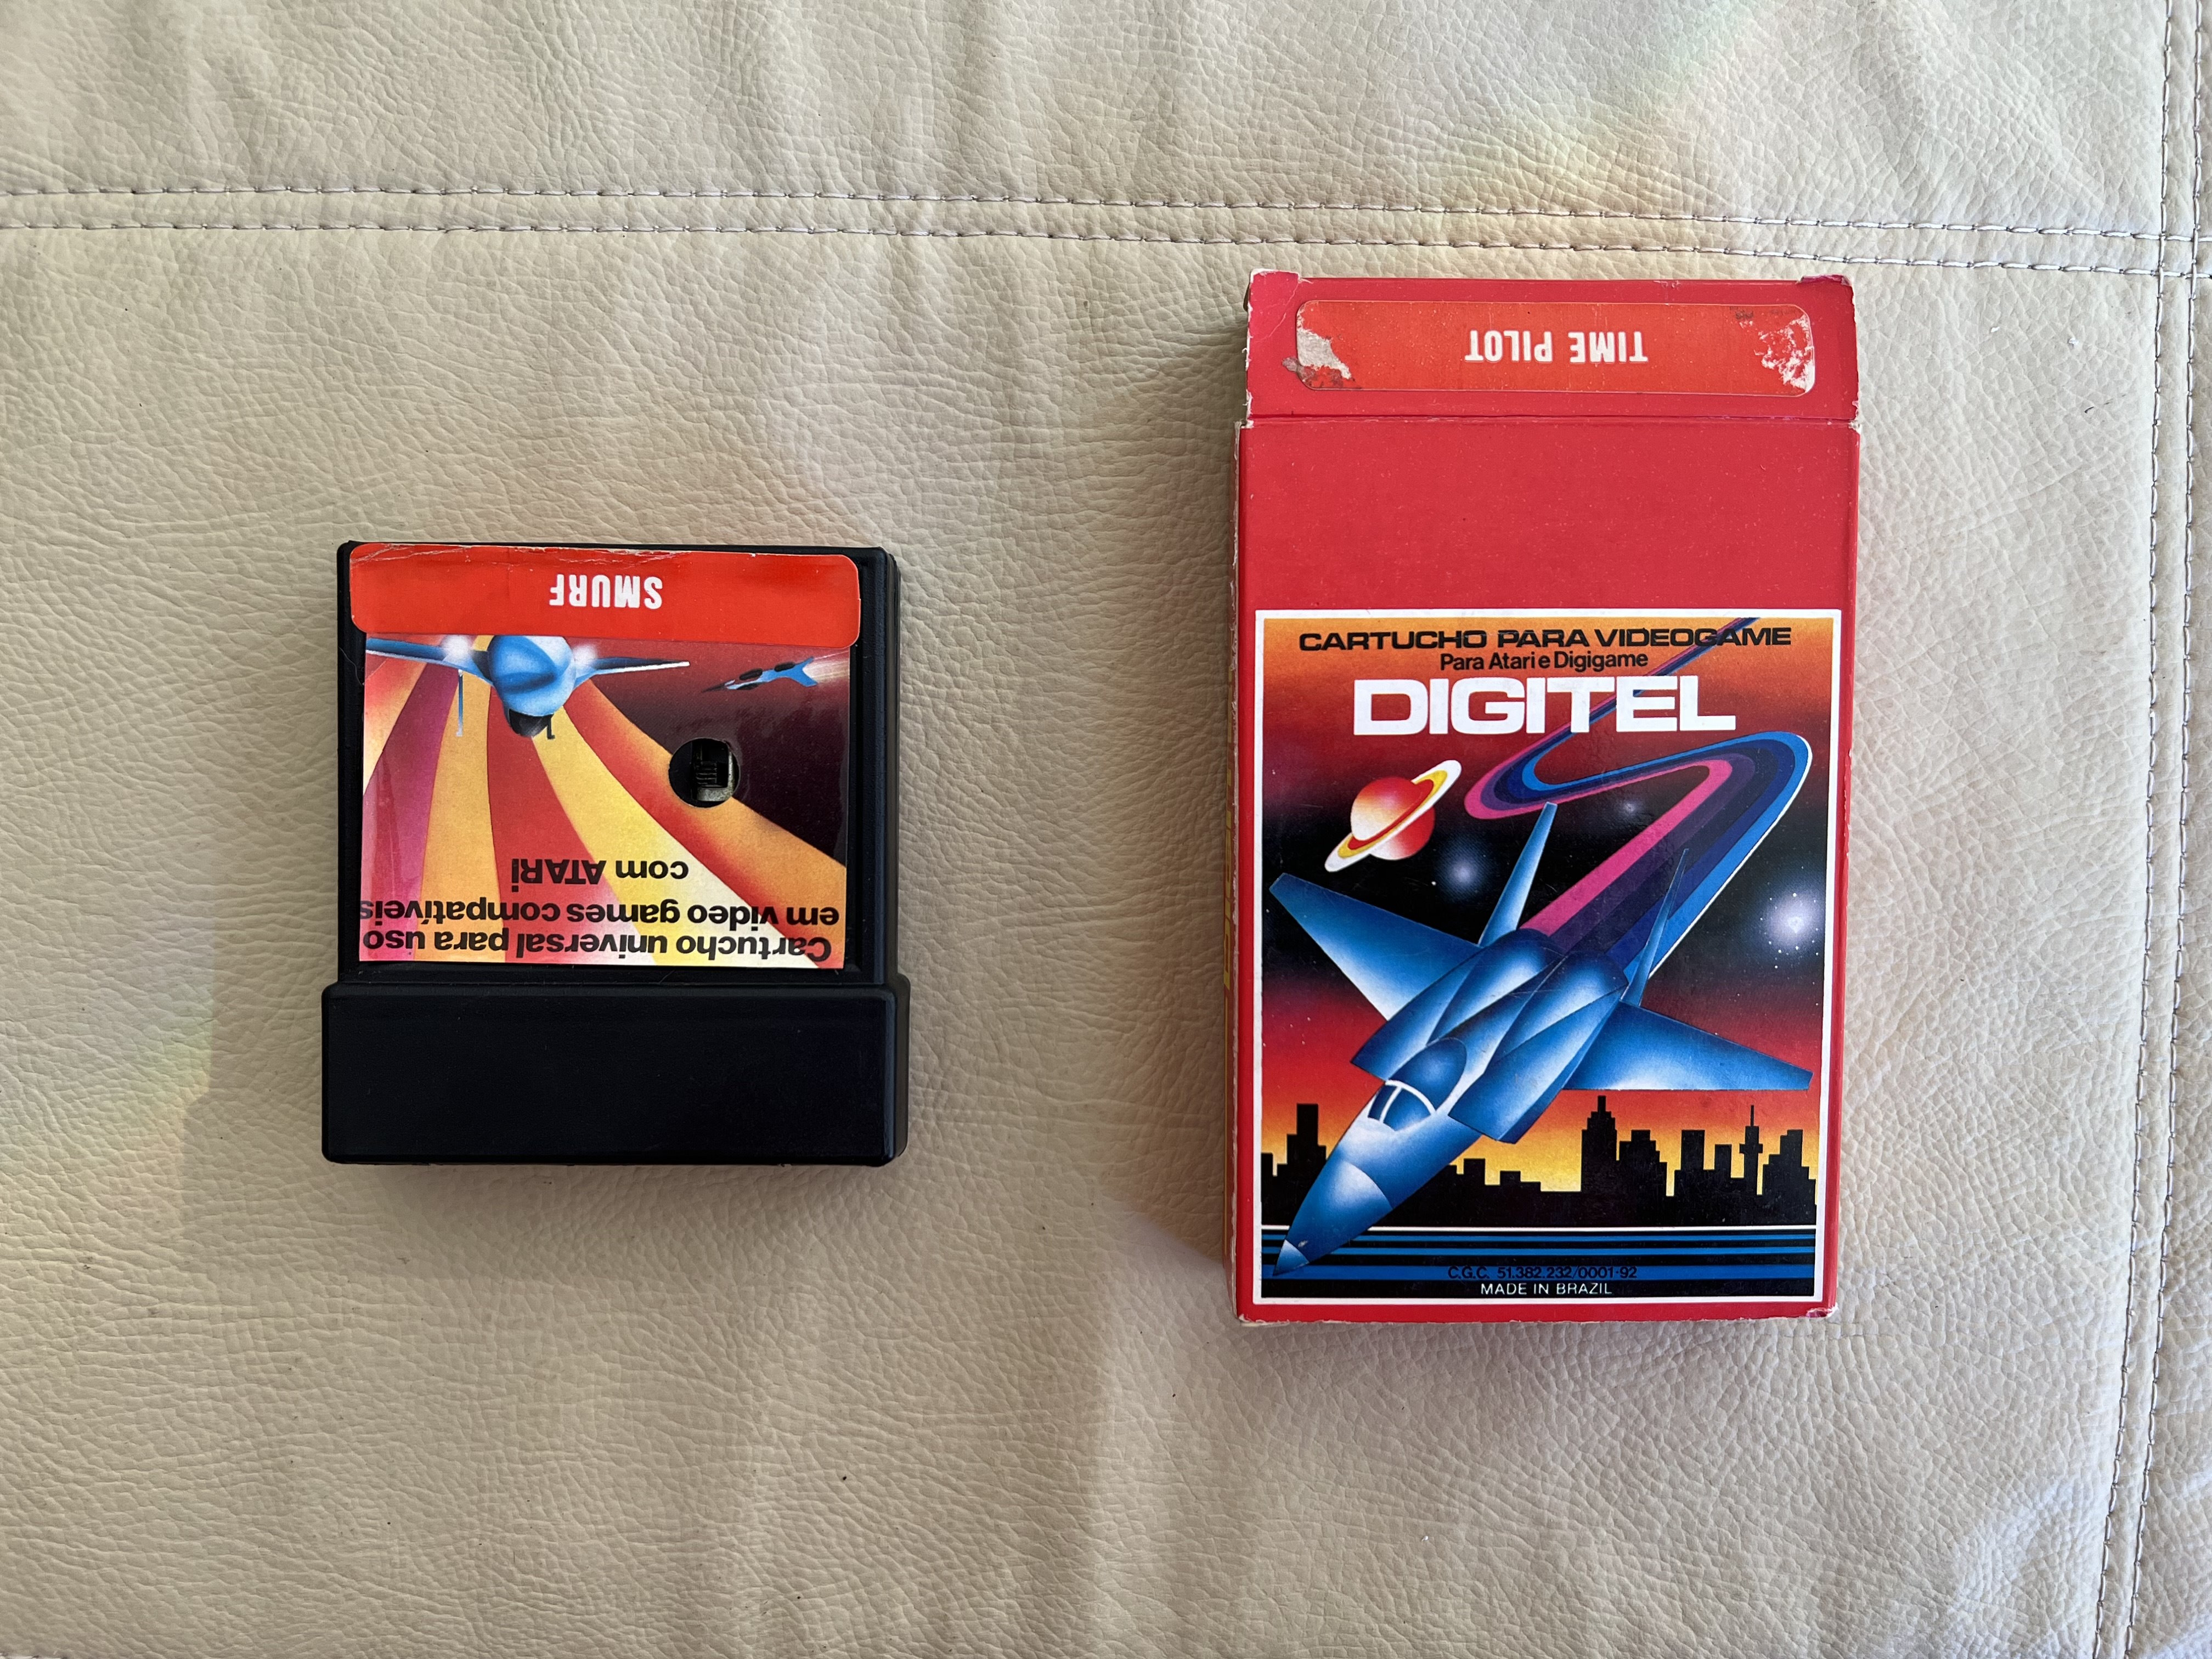 SMURF
Cartucho universal para uso
em video games compatíveis
com ATARI
TIME PILOT
CARTUCHO PARA VIDEOGAME
Para Atari e Digigame
DIGITEL
C.G.C. 51.382.232/0001-92
MADE IN BRAZIL